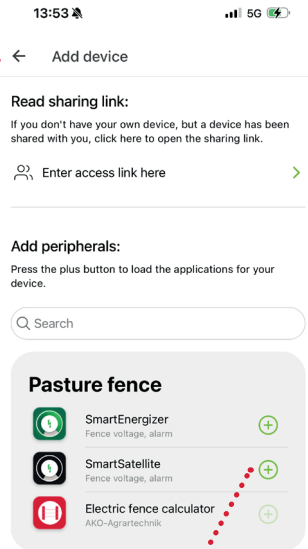 13:53 5G
Add device
Read sharing link:
If you don't have your own device, but a device has been
shared with you, click here to open the sharing link.
Enter access link here
Add peripherals:
Press the plus button to load the applications for your
device.
Search
Pasture fence
SmartEnergizer
Fence voltage, alarm
SmartSatellite
Fence voltage, alarm
Electric fence calculator
AKO-Agrartechnik